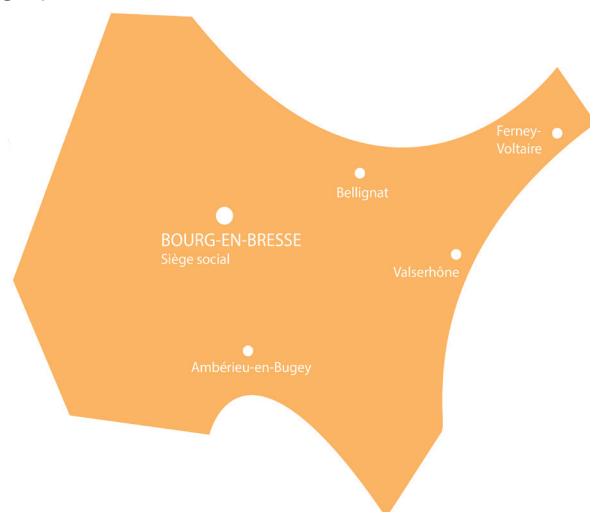 Ferney-
Voltaire
Bellignat
BOURG-EN-BRESSE
Siège social
Valserhône
Ambérieu-en-Bugey